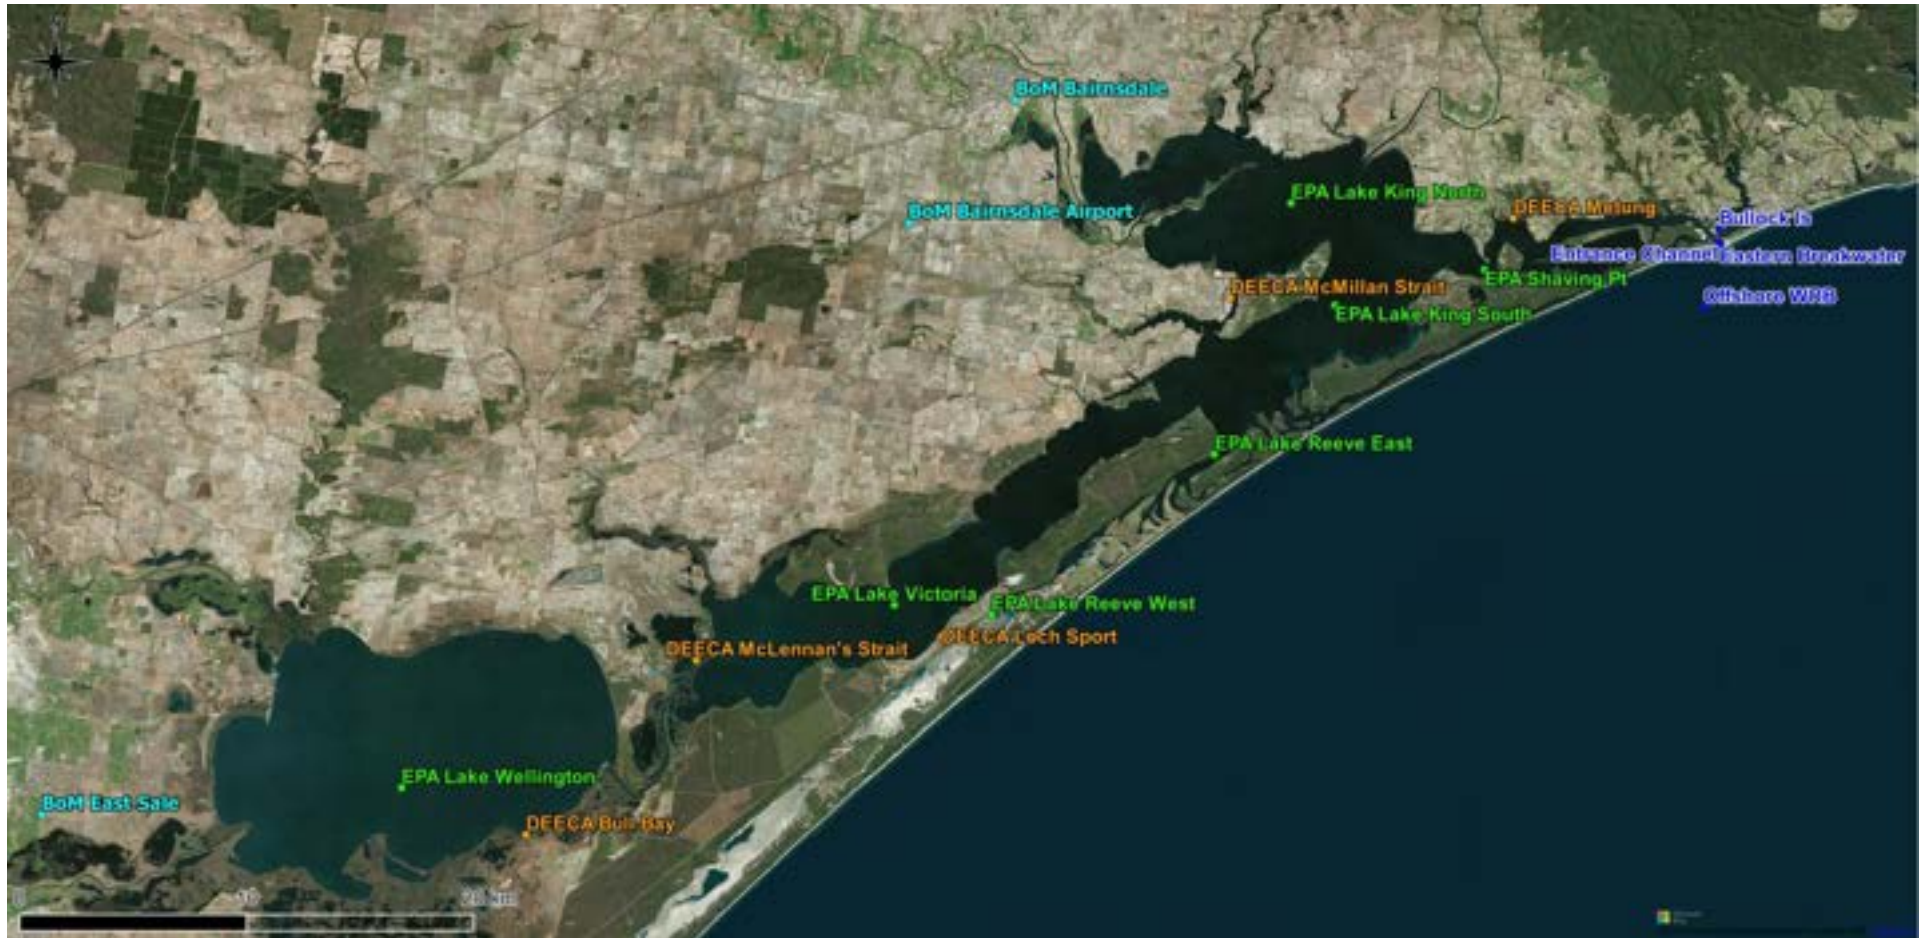 BoM Bairnsdale
EPA Lake King North
DEECA Metung
BoM Bairnsdale Airport
Bullock Is
Entrance Channel
Eastern Breakwater
EPA Shaving Pt
DEECA McMillan Strait
Offshore WRB
EPA Lake King South
EPA Lake Reeve East
EPA Lake Victoria
EPA Lake Reeve West
DEECA Loch Sport
DEECA McLennan's Strait
EPA Lake Wellington
BoM East Sale
DEECA Bull Bay
0 10 20 km